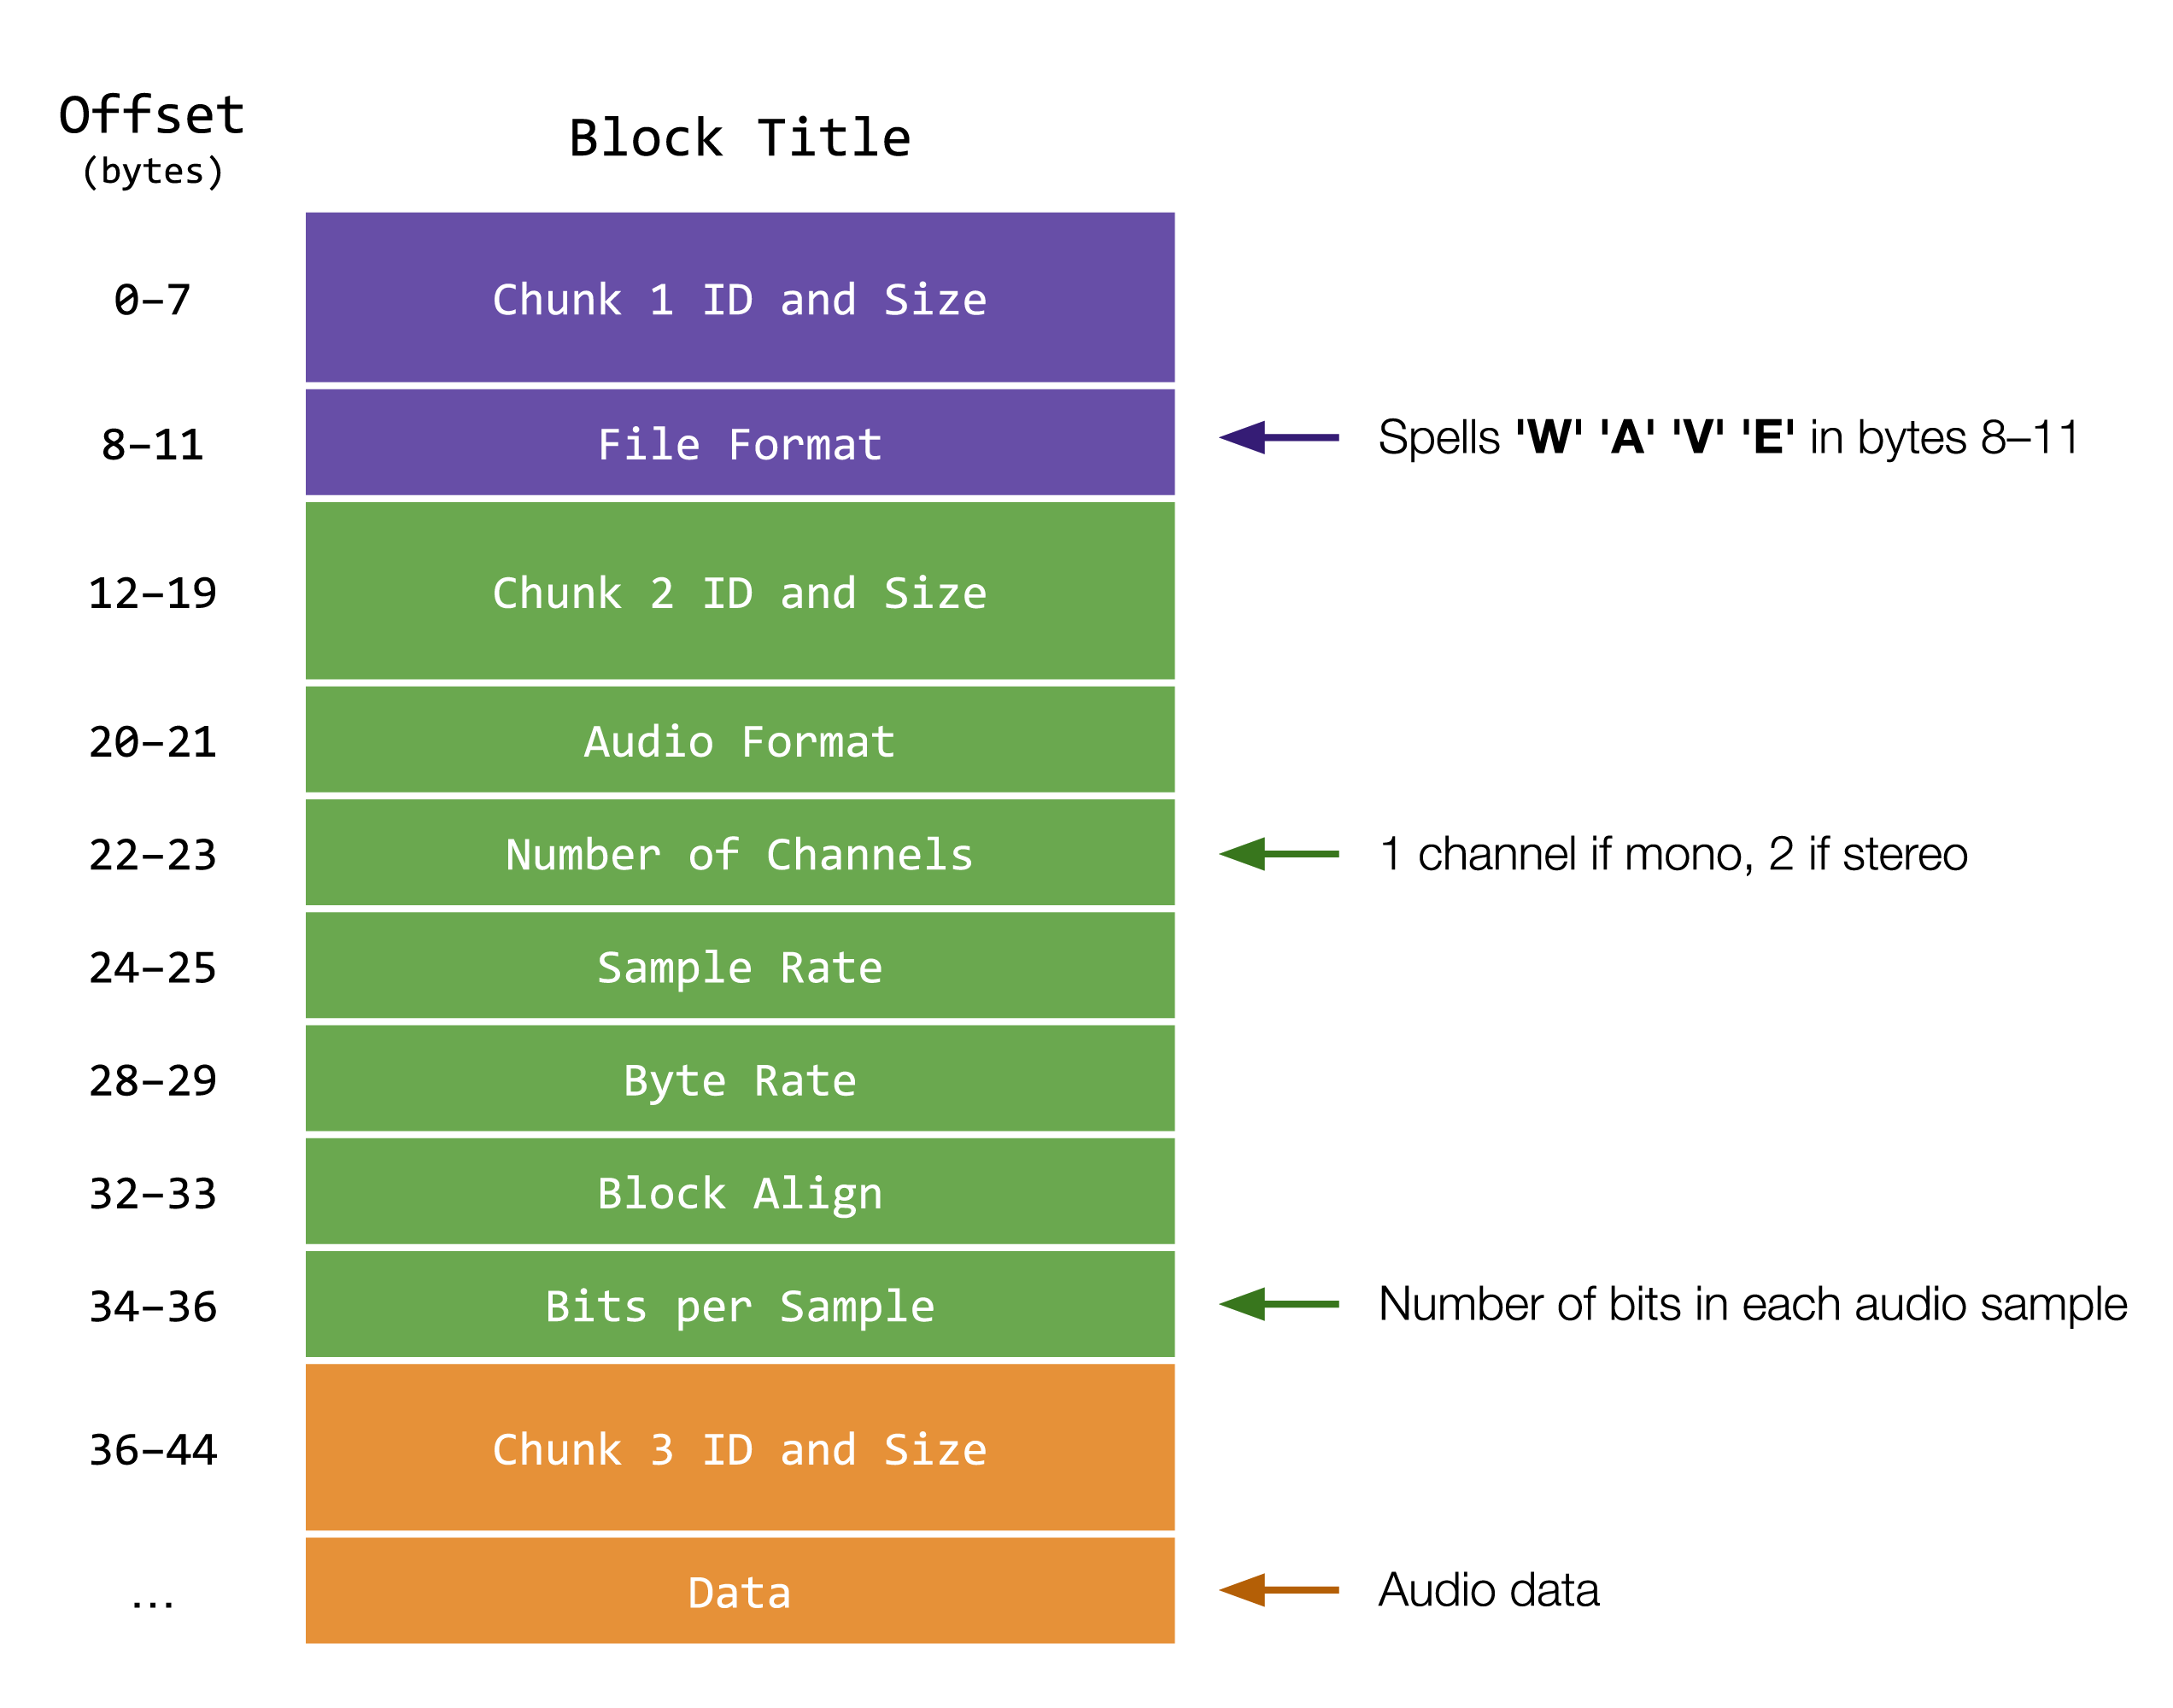 Offset
(bytes)
Block Title
0–7
Chunk 1 ID and Size
8–11
File Format
Spells 'W' 'A' 'V' 'E' in bytes 8–11
12–19
Chunk 2 ID and Size
20–21
Audio Format
22–23
Number of Channels
1 channel if mono, 2 if stereo
24–25
Sample Rate
28–29
Byte Rate
32–33
Block Align
34–36
Bits per Sample
Number of bits in each audio sample
36–44
Chunk 3 ID and Size
...
Data
Audio data